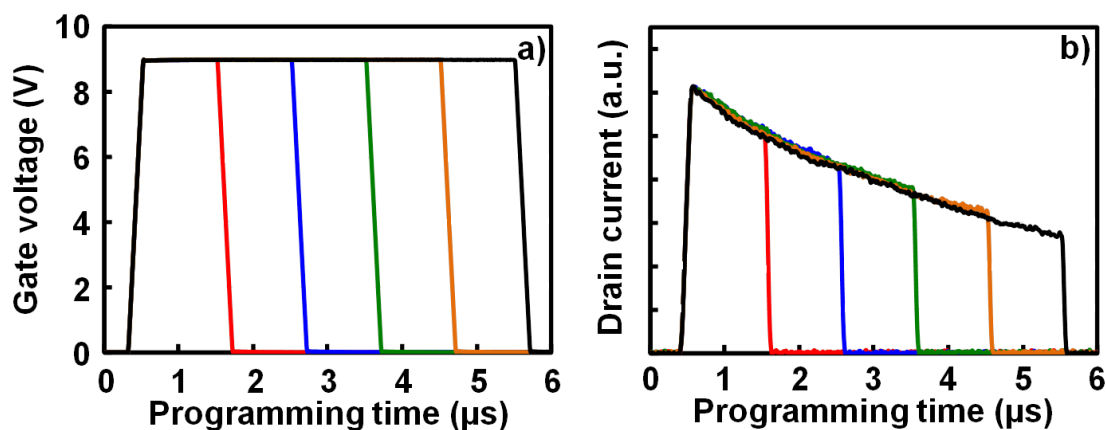 10
8
6
4
2
0
Gate voltage (V)
a)
0 1 2 3 4 5 6
Programming time (µs)
b)
Drain current (a.u.)
0 1 2 3 4 5 6
Programming time (µs)